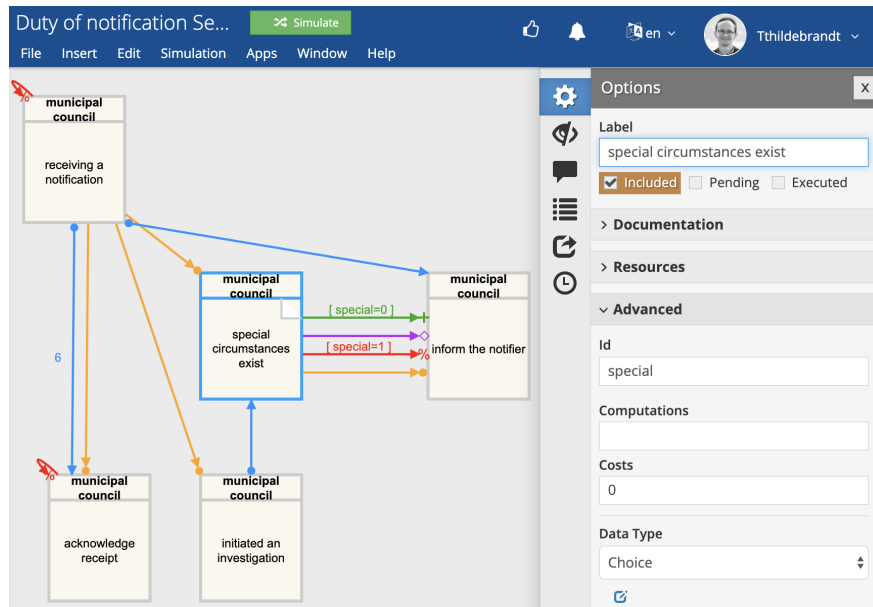 Duty of notification Se...
Simulate
en
Tthildebrandt
File Insert Edit Simulation Apps Window Help
Options
X
Label
special circumstances exist
Included Pending Executed
Documentation
Resources
Advanced
Id
special
Computations
Costs
0
Data Type
Choice
%
municipal
council
receiving a
notification
municipal
council
special
circumstances
exist
[ special=0 ]
[ special=1 ]
%
municipal
council
inform the notifier
6
%
municipal
council
acknowledge
receipt
municipal
council
initiated an
investigation